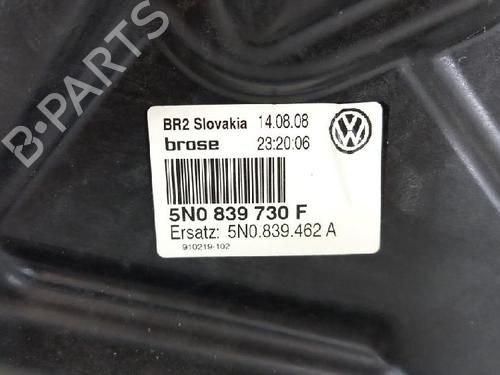 B-PARTS
BR2 Slovakia 14.08.08
brose 23:20:06
5N0 839 730 F
Ersatz: 5N0.839.462 A
910219-102